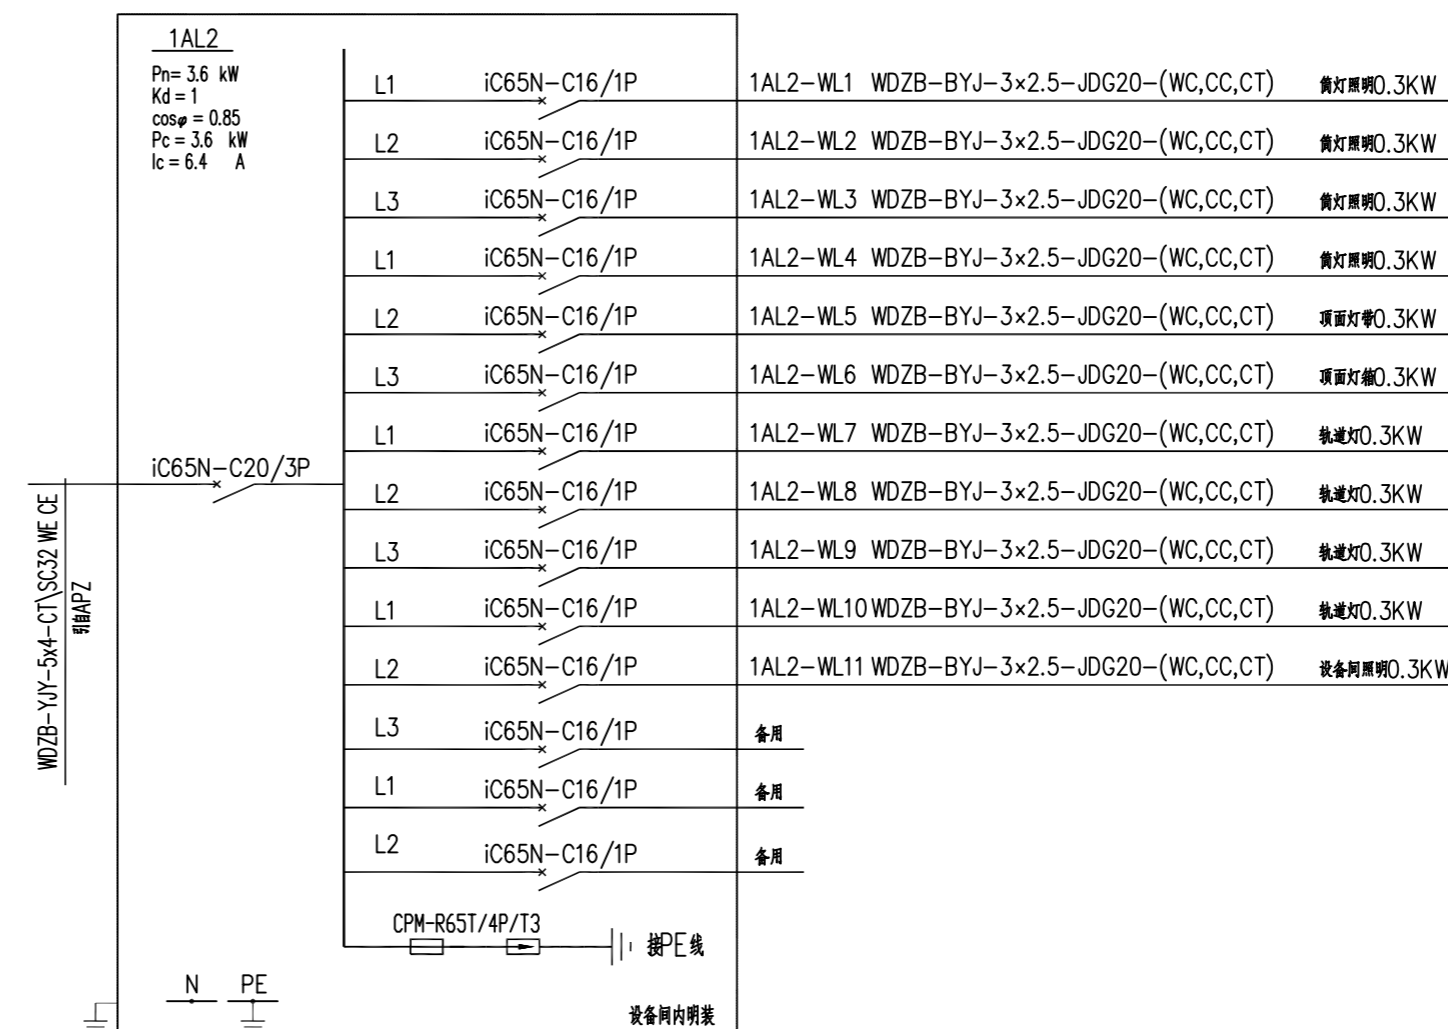 1AL2
Pn= 3.6 kW
Kd = 1
cosφ = 0.85
Pc = 3.6 kW
Ic = 6.4 A
L1 iC65N-C16/1P 1AL2-WL1 WDZB-BYJ-3×2.5-JDG20-(WC,CC,CT) 筒灯照明0.3KW
L2 iC65N-C16/1P 1AL2-WL2 WDZB-BYJ-3×2.5-JDG20-(WC,CC,CT) 筒灯照明0.3KW
L3 iC65N-C16/1P 1AL2-WL3 WDZB-BYJ-3×2.5-JDG20-(WC,CC,CT) 筒灯照明0.3KW
L1 iC65N-C16/1P 1AL2-WL4 WDZB-BYJ-3×2.5-JDG20-(WC,CC,CT) 筒灯照明0.3KW
L2 iC65N-C16/1P 1AL2-WL5 WDZB-BYJ-3×2.5-JDG20-(WC,CC,CT) 顶面灯带0.3KW
L3 iC65N-C16/1P 1AL2-WL6 WDZB-BYJ-3×2.5-JDG20-(WC,CC,CT) 顶面灯箱0.3KW
L1 iC65N-C16/1P 1AL2-WL7 WDZB-BYJ-3×2.5-JDG20-(WC,CC,CT) 轨道灯0.3KW
iC65N-C20/3P
L2 iC65N-C16/1P 1AL2-WL8 WDZB-BYJ-3×2.5-JDG20-(WC,CC,CT) 轨道灯0.3KW
L3 iC65N-C16/1P 1AL2-WL9 WDZB-BYJ-3×2.5-JDG20-(WC,CC,CT) 轨道灯0.3KW
L1 iC65N-C16/1P 1AL2-WL10 WDZB-BYJ-3×2.5-JDG20-(WC,CC,CT) 轨道灯0.3KW
L2 iC65N-C16/1P 1AL2-WL11 WDZB-BYJ-3×2.5-JDG20-(WC,CC,CT) 设备间照明0.3KW
L3 iC65N-C16/1P 备用
L1 iC65N-C16/1P 备用
L2 iC65N-C16/1P 备用
WDZB-YJY-5x4-CT\SC32 WE CE
引自APZ
CPM-R65T/4P/T3
接PE线
N PE
设备间内明装